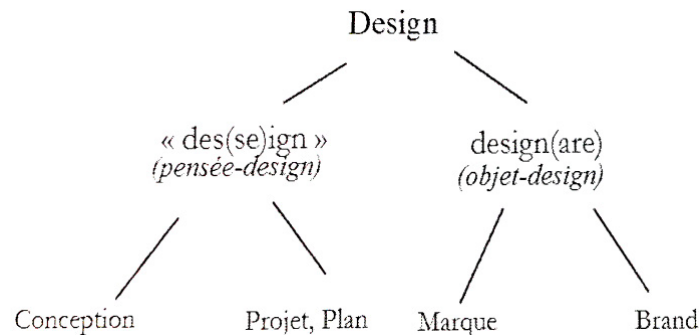 Design
« des(se)ign »
(pensée-design)
design(are)
(objet-design)
Conception
Projet, Plan
Marque
Brand